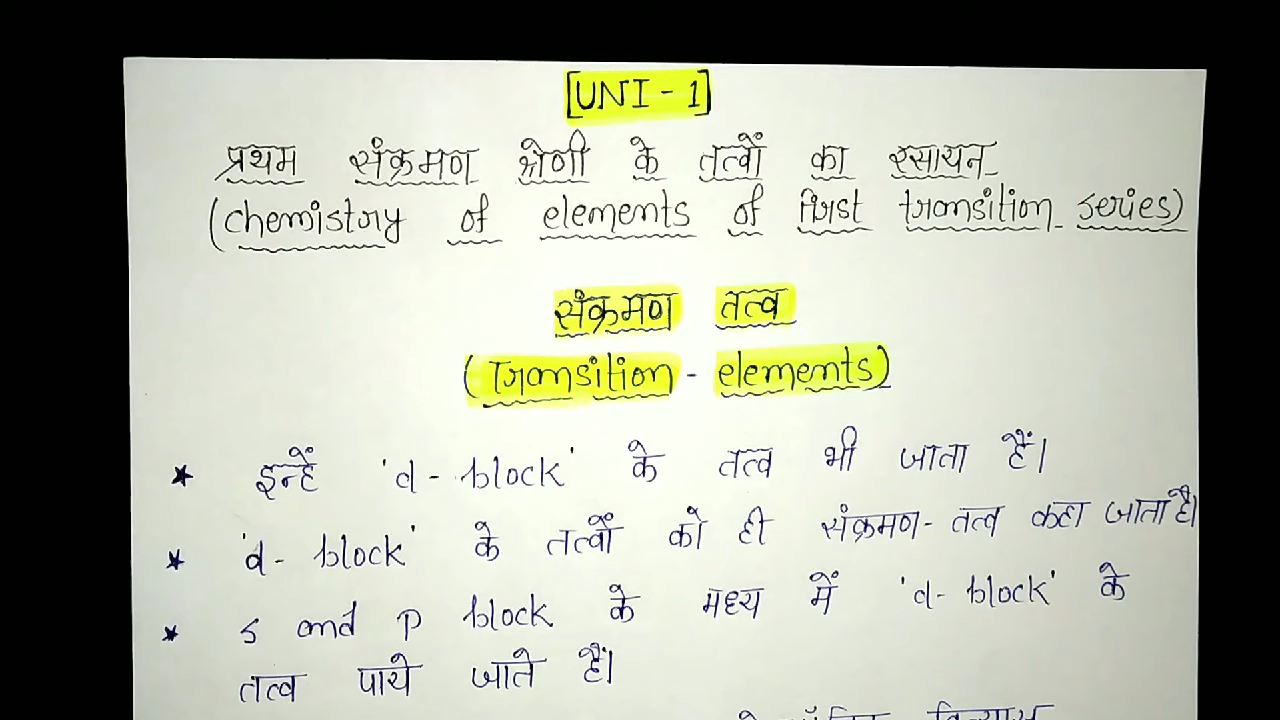 [UNI - 1]
प्रथम संक्रमण श्रेणी के तत्वों का रसायन
(chemistry of elements of first transition series)
संक्रमण तत्व
(Transition - elements)
★ इन्हें 'd - block' के तत्व भी जाता हैं।
★ 'd - block' के तत्वों को ही संक्रमण - तत्व कहा जाता है।
★ s and p block के मध्य में 'd - block' के
तत्व पाये जाते हैं।